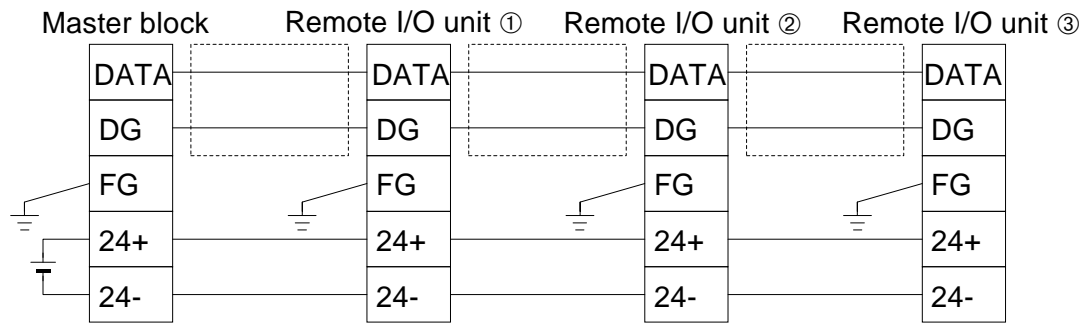 Master block Remote I/O unit ① Remote I/O unit ② Remote I/O unit ③
DATA DATA DATA DATA
DG DG DG DG
FG FG FG FG
24+ 24+ 24+ 24+
24- 24- 24- 24-